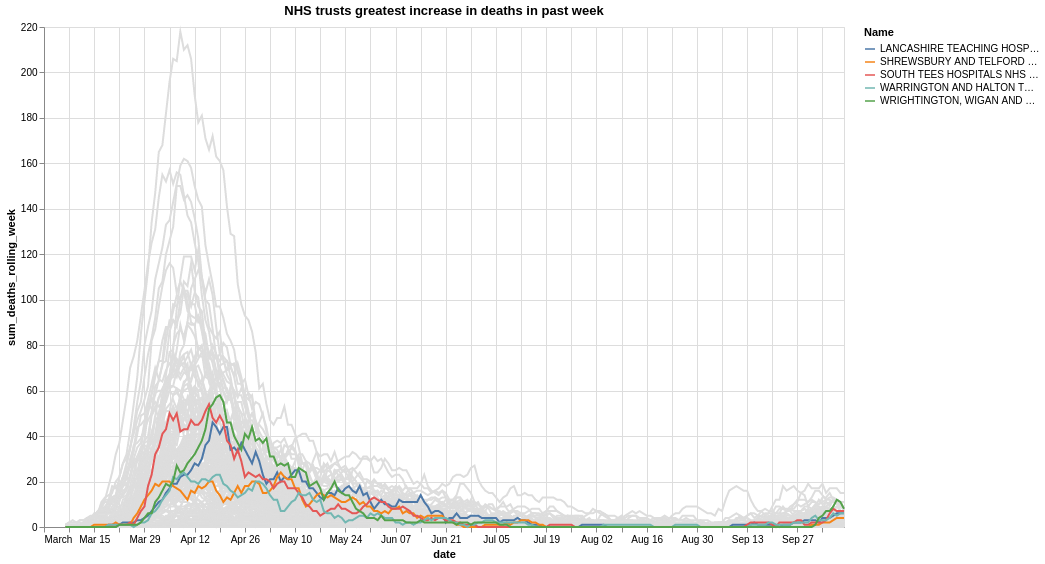 NHS trusts greatest increase in deaths in past week
Name
LANCASHIRE TEACHING HOSP…
SHREWSBURY AND TELFORD …
SOUTH TEES HOSPITALS NHS …
WARRINGTON AND HALTON T…
WRIGHTINGTON, WIGAN AND …
sum_deaths_rolling_week
220
200
180
160
140
120
100
80
60
40
20
0
March Mar 15 Mar 29 Apr 12 Apr 26 May 10 May 24 Jun 07 Jun 21 Jul 05 Jul 19 Aug 02 Aug 16 Aug 30 Sep 13 Sep 27
date